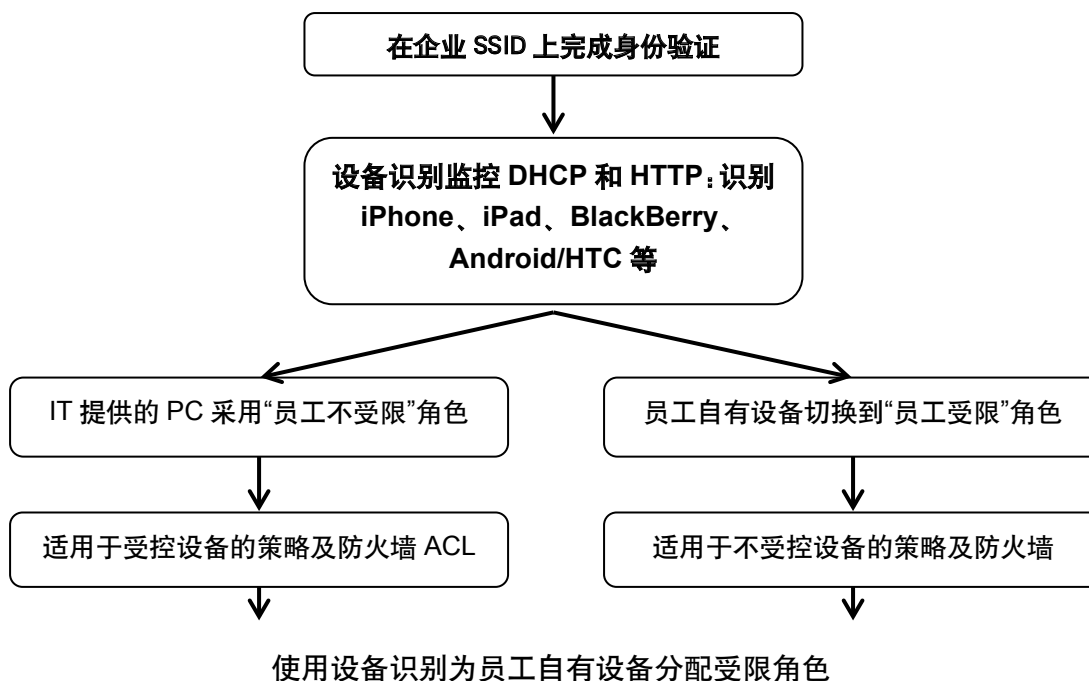 在企业 SSID 上完成身份验证
设备识别监控 DHCP 和 HTTP:识别
iPhone、iPad、BlackBerry、
Android/HTC 等
IT 提供的 PC 采用“员工不受限”角色
员工自有设备切换到“员工受限”角色
适用于受控设备的策略及防火墙 ACL
适用于不受控设备的策略及防火墙
使用设备识别为员工自有设备分配受限角色